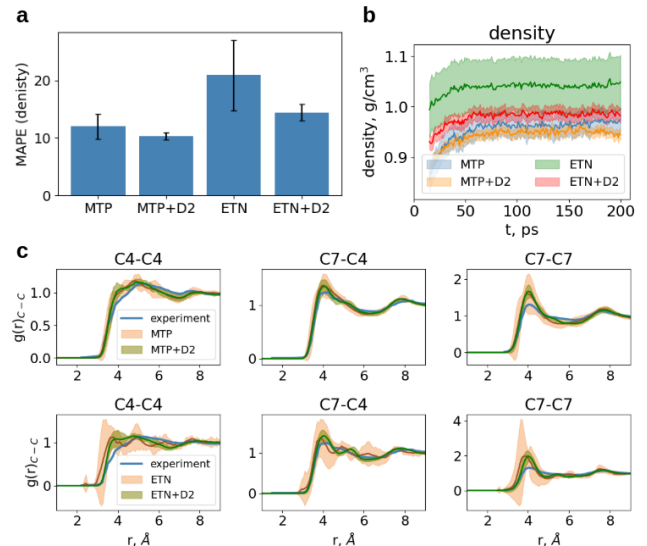 a
MAPE (denisty)
20
10
0
MTP MTP+D2 ETN ETN+D2
b
density
density, g/cm³
1.1
1.0
0.9
MTP ETN
MTP+D2 ETN+D2
0 50 100 150 200
t, ps
c
C4-C4 C7-C4 C7-C7
g(r)C−C
1.0
0.5
0.0
experiment
MTP
MTP+D2
2 4 6 8
1
0
2 4 6 8
2
1
0
2 4 6 8
C4-C4 C7-C4 C7-C7
g(r)C−C
1
0
experiment
ETN
ETN+D2
2 4 6 8
r, Å
1
0
2 4 6 8
r, Å
4
2
0
2 4 6 8
r, Å